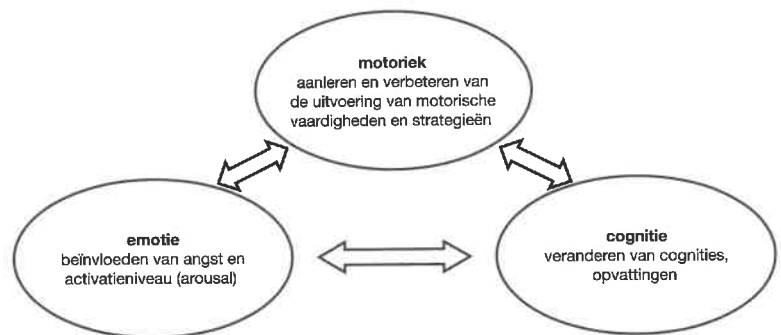 motoriek
aanleren en verbeteren van
de uitvoering van motorische
vaardigheden en strategieën
emotie
beïnvloeden van angst en
activatieniveau (arousal)
cognitie
veranderen van cognities,
opvattingen